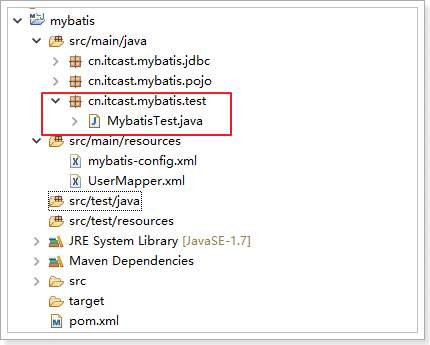 mybatis
src/main/java
cn.itcast.mybatis.jdbc
cn.itcast.mybatis.pojo
cn.itcast.mybatis.test
MybatisTest.java
src/main/resources
mybatis-config.xml
UserMapper.xml
src/test/java
src/test/resources
JRE System Library [JavaSE-1.7]
Maven Dependencies
src
target
pom.xml